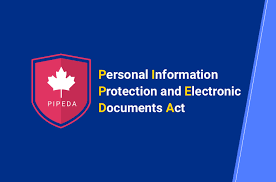 PIPEDA
Personal Information
Protection and Electronic
Documents Act